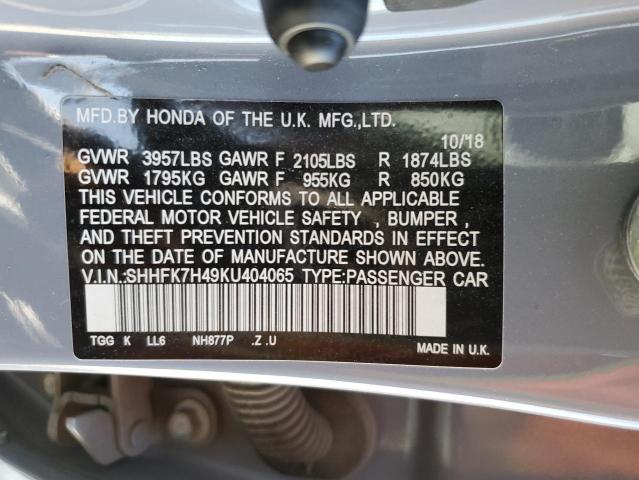 MFD.BY HONDA OF THE U.K. MFG.,LTD.
10/18
GVWR 3957LBS GAWR F 2105LBS R 1874LBS
GVWR 1795KG GAWR F 955KG R 850KG
THIS VEHICLE CONFORMS TO ALL APPLICABLE
FEDERAL MOTOR VEHICLE SAFETY , BUMPER ,
AND THEFT PREVENTION STANDARDS IN EFFECT
ON THE DATE OF MANUFACTURE SHOWN ABOVE.
V.I.N.:SHHFK7H49KU404065 TYPE:PASSENGER CAR
TGG K LL6 NH877P .Z .U
MADE IN U.K.